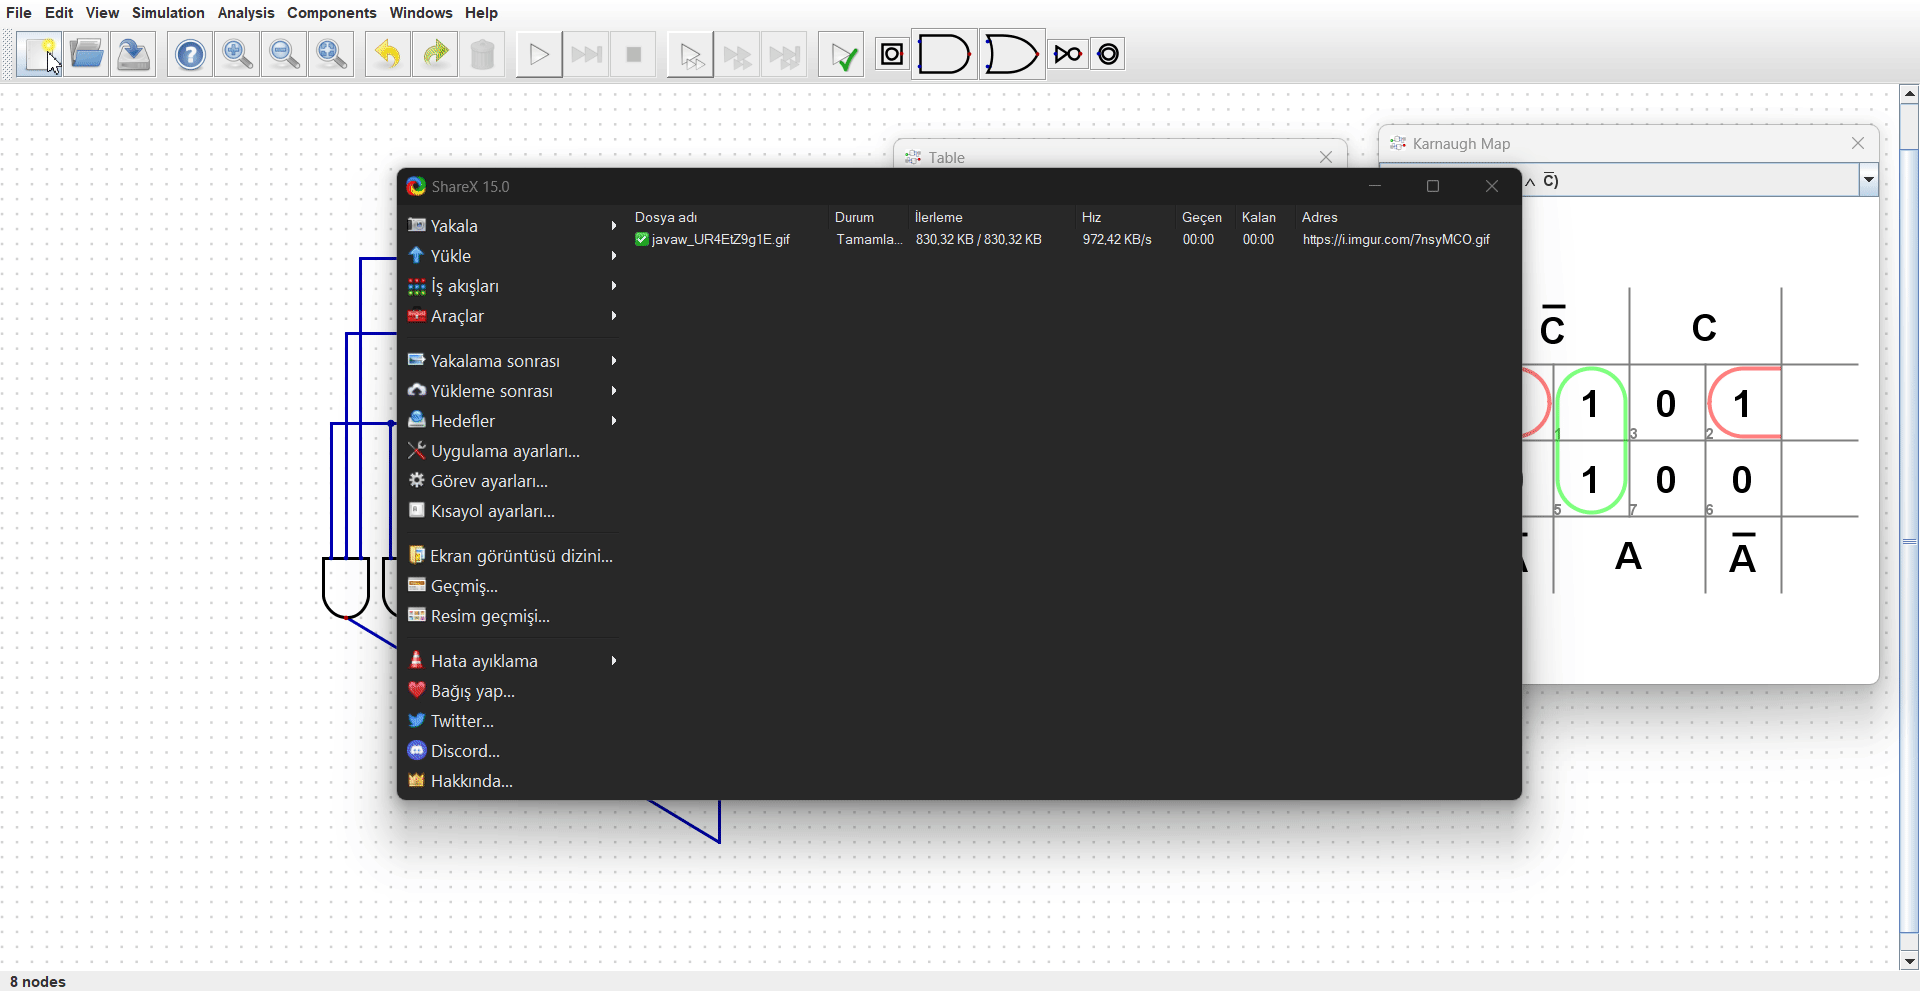 File Edit View Simulation Analysis Components Windows Help
Table
Karnaugh Map
∧ C̅)
ShareX 15.0
Yakala
Yükle
İş akışları
Araçlar
Yakalama sonrası
Yükleme sonrası
Hedefler
Uygulama ayarları...
Görev ayarları...
Kısayol ayarları...
Ekran görüntüsü dizini...
Geçmiş...
Resim geçmişi...
Hata ayıklama
Bağış yap...
Twitter...
Discord...
Hakkında...
Dosya adı Durum İlerleme Hız Geçen Kalan Adres
javaw_UR4EtZ9g1E.gif Tamamla... 830,32 KB / 830,32 KB 972,42 KB/s 00:00 00:00 https://i.imgur.com/7nsyMCO.gif
C̅ C
1 0 1
1 3 2
1 0 0
5 7 6
A A̅
8 nodes